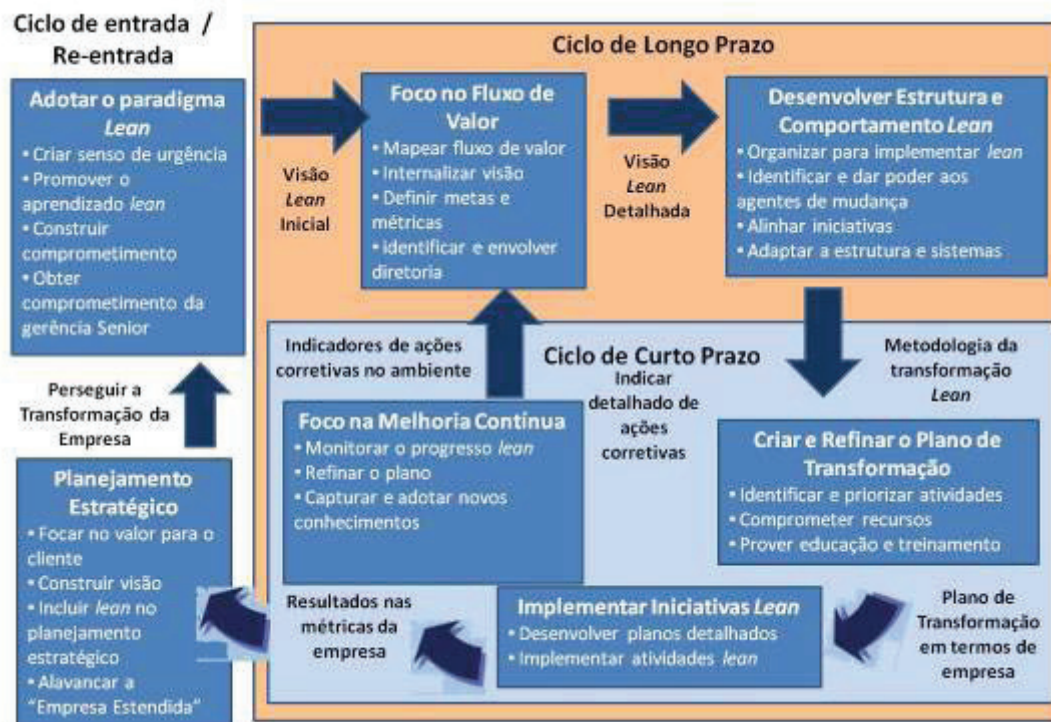 Ciclo de entrada /
Re-entrada
Adotar o paradigma
Lean
• Criar senso de urgência
• Promover o
aprendizado lean
• Construir
comprometimento
• Obter
comprometimento da
gerência Senior
Perseguir a
Transformação da
Empresa
Planejamento
Estratégico
• Focar no valor para o
cliente
• Construir visão
• Incluir lean no
planejamento
estratégico
• Alavancar a
“Empresa Estendida”
Ciclo de Longo Prazo
Visão
Lean
Inicial
Foco no Fluxo de
Valor
• Mapear fluxo de valor
• Internalizar visão
• Definir metas e
métricas
• identificar e envolver
diretoria
Visão
Lean
Detalhada
Desenvolver Estrutura e
Comportamento Lean
• Organizar para implementar lean
• Identificar e dar poder aos
agentes de mudança
• Alinhar iniciativas
• Adaptar a estrutura e sistemas
Indicadores de ações
corretivas no ambiente
Ciclo de Curto Prazo
Indicar
detalhado de
ações
corretivas
Metodologia da
transformação
Lean
Foco na Melhoria Contínua
• Monitorar o progresso lean
• Refinar o plano
• Capturar e adotar novos
conhecimentos
Criar e Refinar o Plano de
Transformação
• Identificar e priorizar atividades
• Comprometer recursos
• Prover educação e treinamento
Resultados nas
métricas da
empresa
Implementar Iniciativas Lean
• Desenvolver planos detalhados
• Implementar atividades lean
Plano de
Transformação
em termos de
empresa